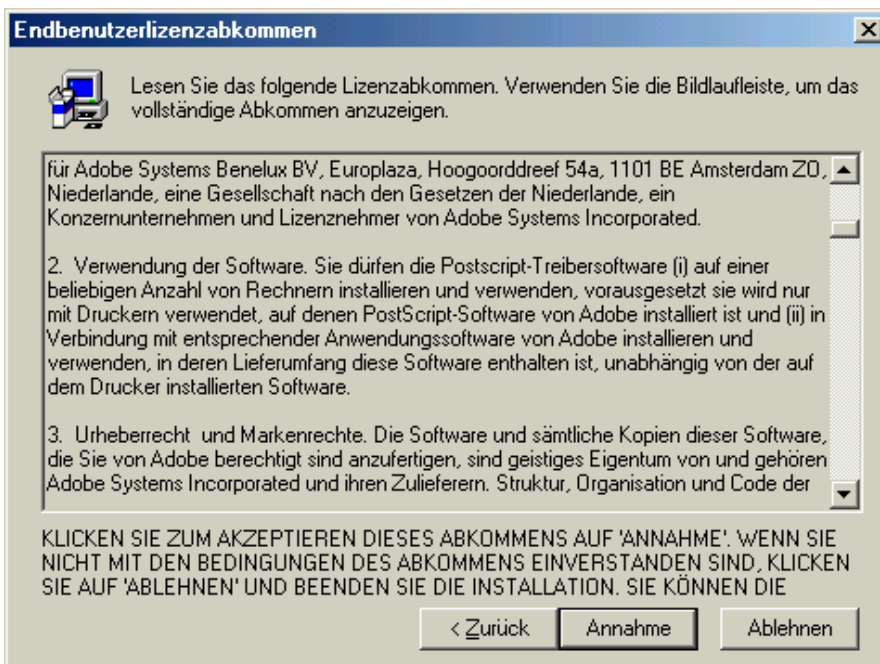 Endbenutzerlizenzabkommen
Lesen Sie das folgende Lizenzabkommen. Verwenden Sie die Bildlaufleiste, um das
vollständige Abkommen anzuzeigen.
für Adobe Systems Benelux BV, Europlaza, Hoogoorddreef 54a, 1101 BE Amsterdam ZO,
Niederlande, eine Gesellschaft nach den Gesetzen der Niederlande, ein
Konzernunternehmen und Lizenznehmer von Adobe Systems Incorporated.
2. Verwendung der Software. Sie dürfen die Postscript-Treibersoftware (i) auf einer
beliebigen Anzahl von Rechnern installieren und verwenden, vorausgesetzt sie wird nur
mit Druckern verwendet, auf denen PostScript-Software von Adobe installiert ist und (ii) in
Verbindung mit entsprechender Anwendungssoftware von Adobe installieren und
verwenden, in deren Lieferumfang diese Software enthalten ist, unabhängig von der auf
dem Drucker installierten Software.
3. Urheberrecht und Markenrechte. Die Software und sämtliche Kopien dieser Software,
die Sie von Adobe berechtigt sind anzufertigen, sind geistiges Eigentum von und gehören
Adobe Systems Incorporated und ihren Zulieferern. Struktur, Organisation und Code der
KLICKEN SIE ZUM AKZEPTIEREN DIESES ABKOMMENS AUF 'ANNAHME'. WENN SIE
NICHT MIT DEN BEDINGUNGEN DES ABKOMMENS EINVERSTANDEN SIND, KLICKEN
SIE AUF 'ABLEHNEN' UND BEENDEN SIE DIE INSTALLATION. SIE KÖNNEN DIE
< Zurück
Annahme
Ablehnen